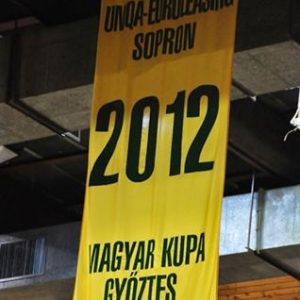 UNIQA-EUROLEASING
SOPRON
2012
MAGYAR KUPA
GYŐZTES